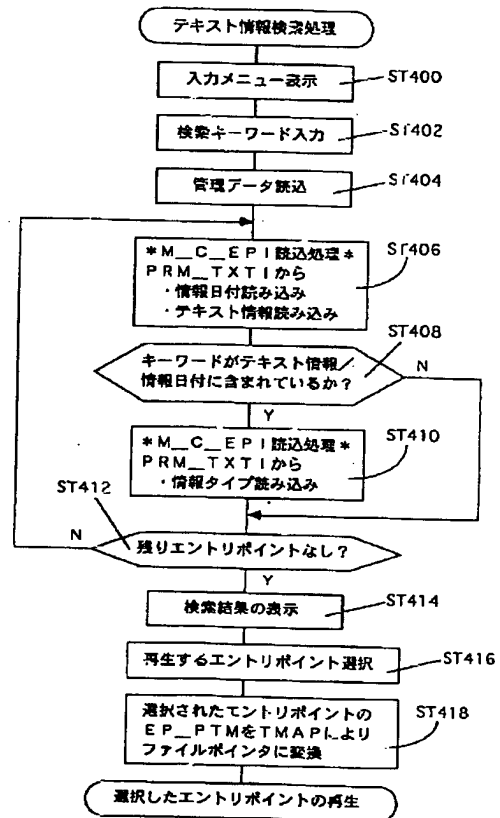 テキスト情報検索処理
入力メニュー表示
ST400
検索キーワード入力
ST402
管理データ読込
ST404
＊M__C__EPI読込処理＊
PRM__TXTIから
・情報日付読み込み
・テキスト情報読み込み
ST406
ST408
キーワードがテキスト情報／
情報日付に含まれているか？
N
Y
＊M__C__EPI読込処理＊
PRM__TXTIから
・情報タイプ読み込み
ST410
ST412
N
残りエントリポイントなし？
Y
検索結果の表示
ST414
再生するエントリポイント選択
ST416
選択されたエントリポイントの
EP__PTMをTMAPにより
ファイルポインタに変換
ST418
選択したエントリポイントの再生